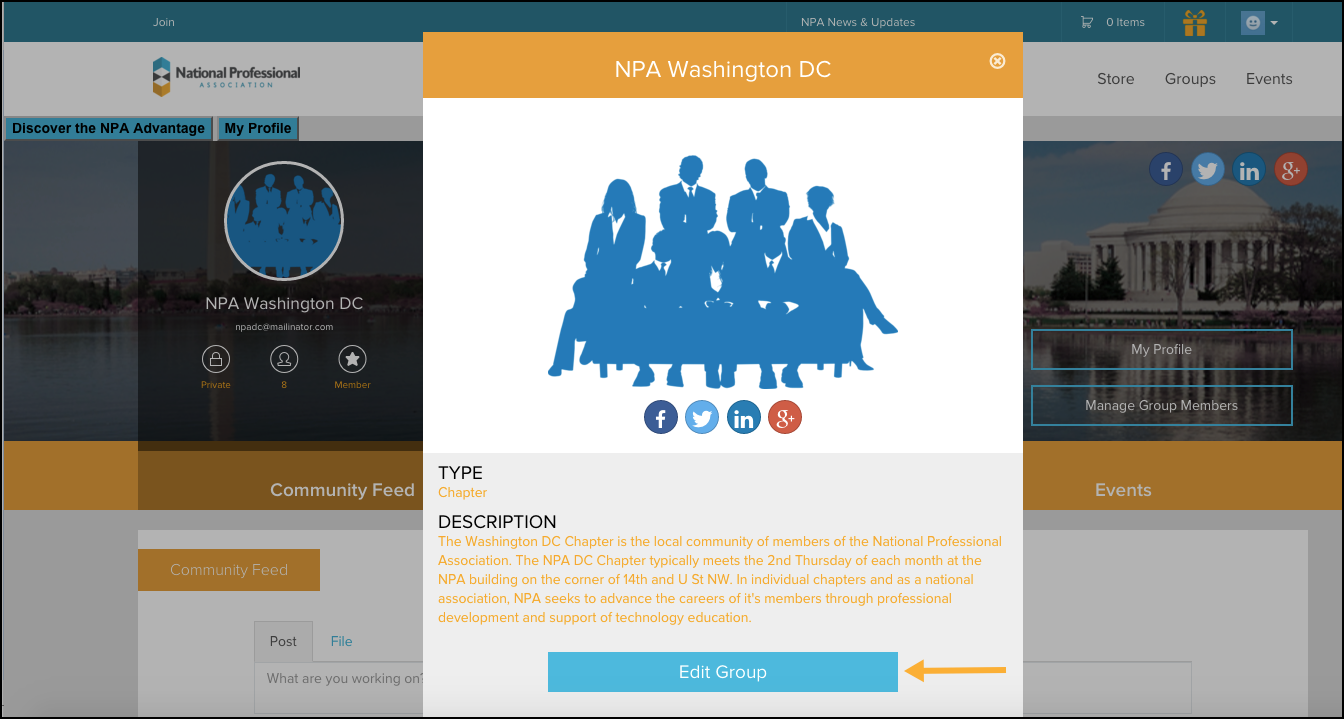 Join
NPA News & Updates
0 Items
National Professional
ASSOCIATION
Store
Groups
Events
Discover the NPA Advantage
My Profile
NPA Washington DC
npadc@mailinator.com
Private
8
Member
My Profile
Manage Group Members
Community Feed
Events
Community Feed
Post
File
What are you working on?
NPA Washington DC
f
in
g+
f
in
g+
TYPE
Chapter
DESCRIPTION
The Washington DC Chapter is the local community of members of the National Professional
Association. The NPA DC Chapter typically meets the 2nd Thursday of each month at the
NPA building on the corner of 14th and U St NW. In individual chapters and as a national
association, NPA seeks to advance the careers of it's members through professional
development and support of technology education.
Edit Group